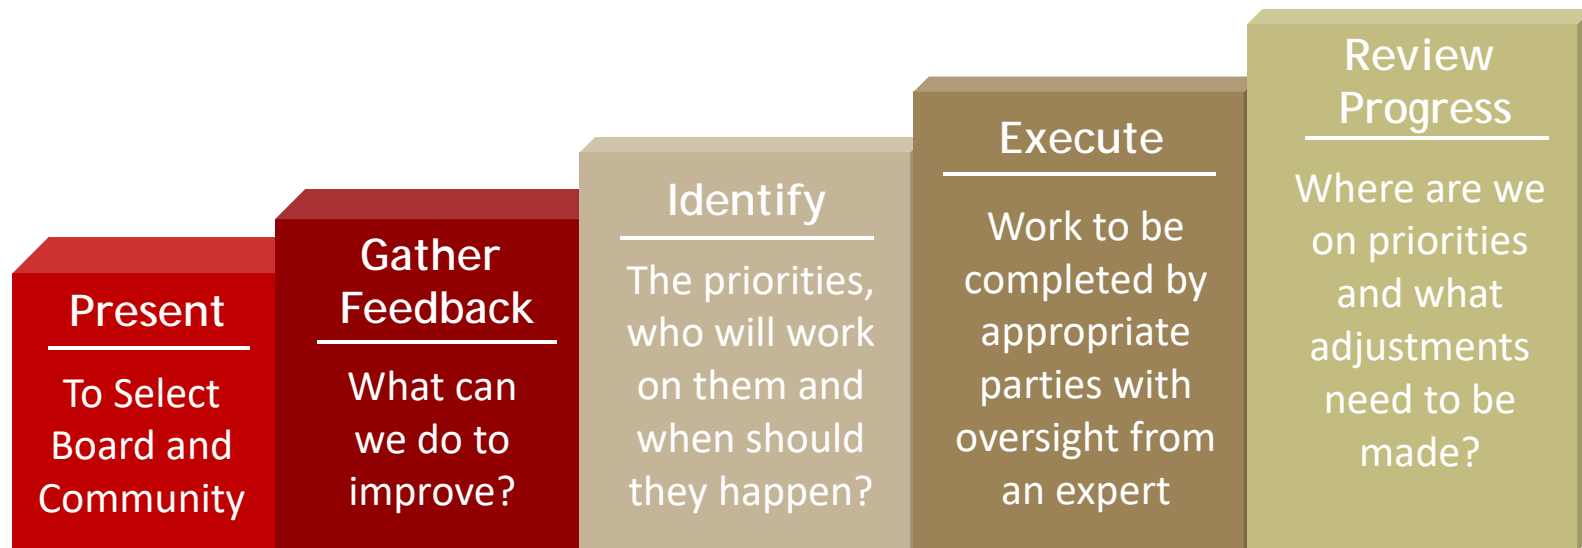 Present
To Select
Board and
Community
Gather
Feedback
What can
we do to
improve?
Identify
The priorities,
who will work
on them and
when should
they happen?
Execute
Work to be
completed by
appropriate
parties with
oversight from
an expert
Review
Progress
Where are we
on priorities
and what
adjustments
need to be
made?